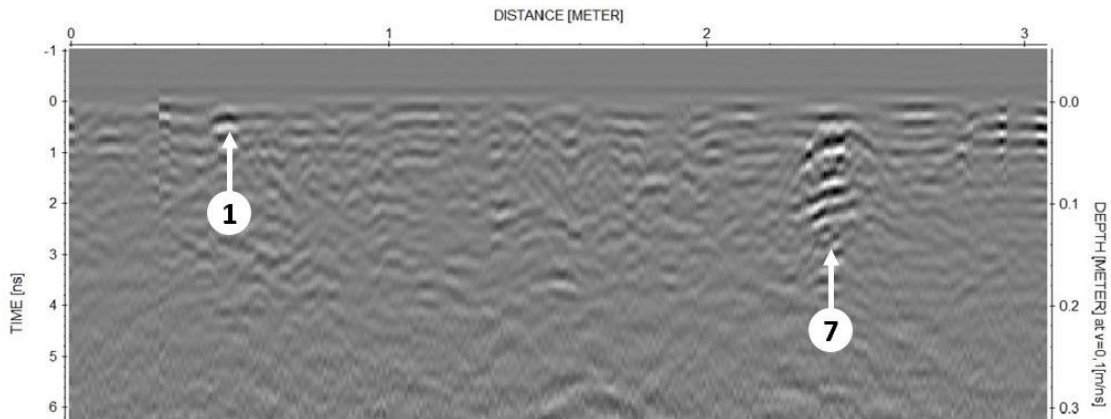 DISTANCE [METER]
0 1 2 3
-1
0 0.0
1
2 0.1
3
4 0.2
5
6 0.3
TIME [ns]
DEPTH [METER] at v=0,1[m/ns]
1
7